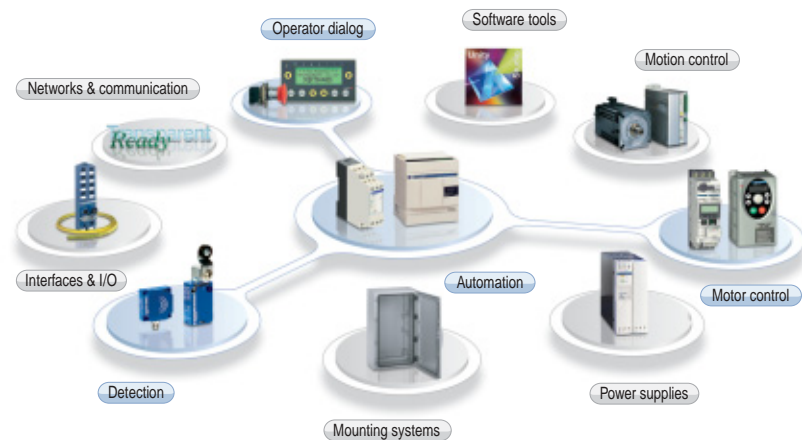 Operator dialog
Software tools
Motion control
Networks & communication
Transparent
Ready
Unity
Interfaces & I/O
Automation
Motor control
Detection
Mounting systems
Power supplies